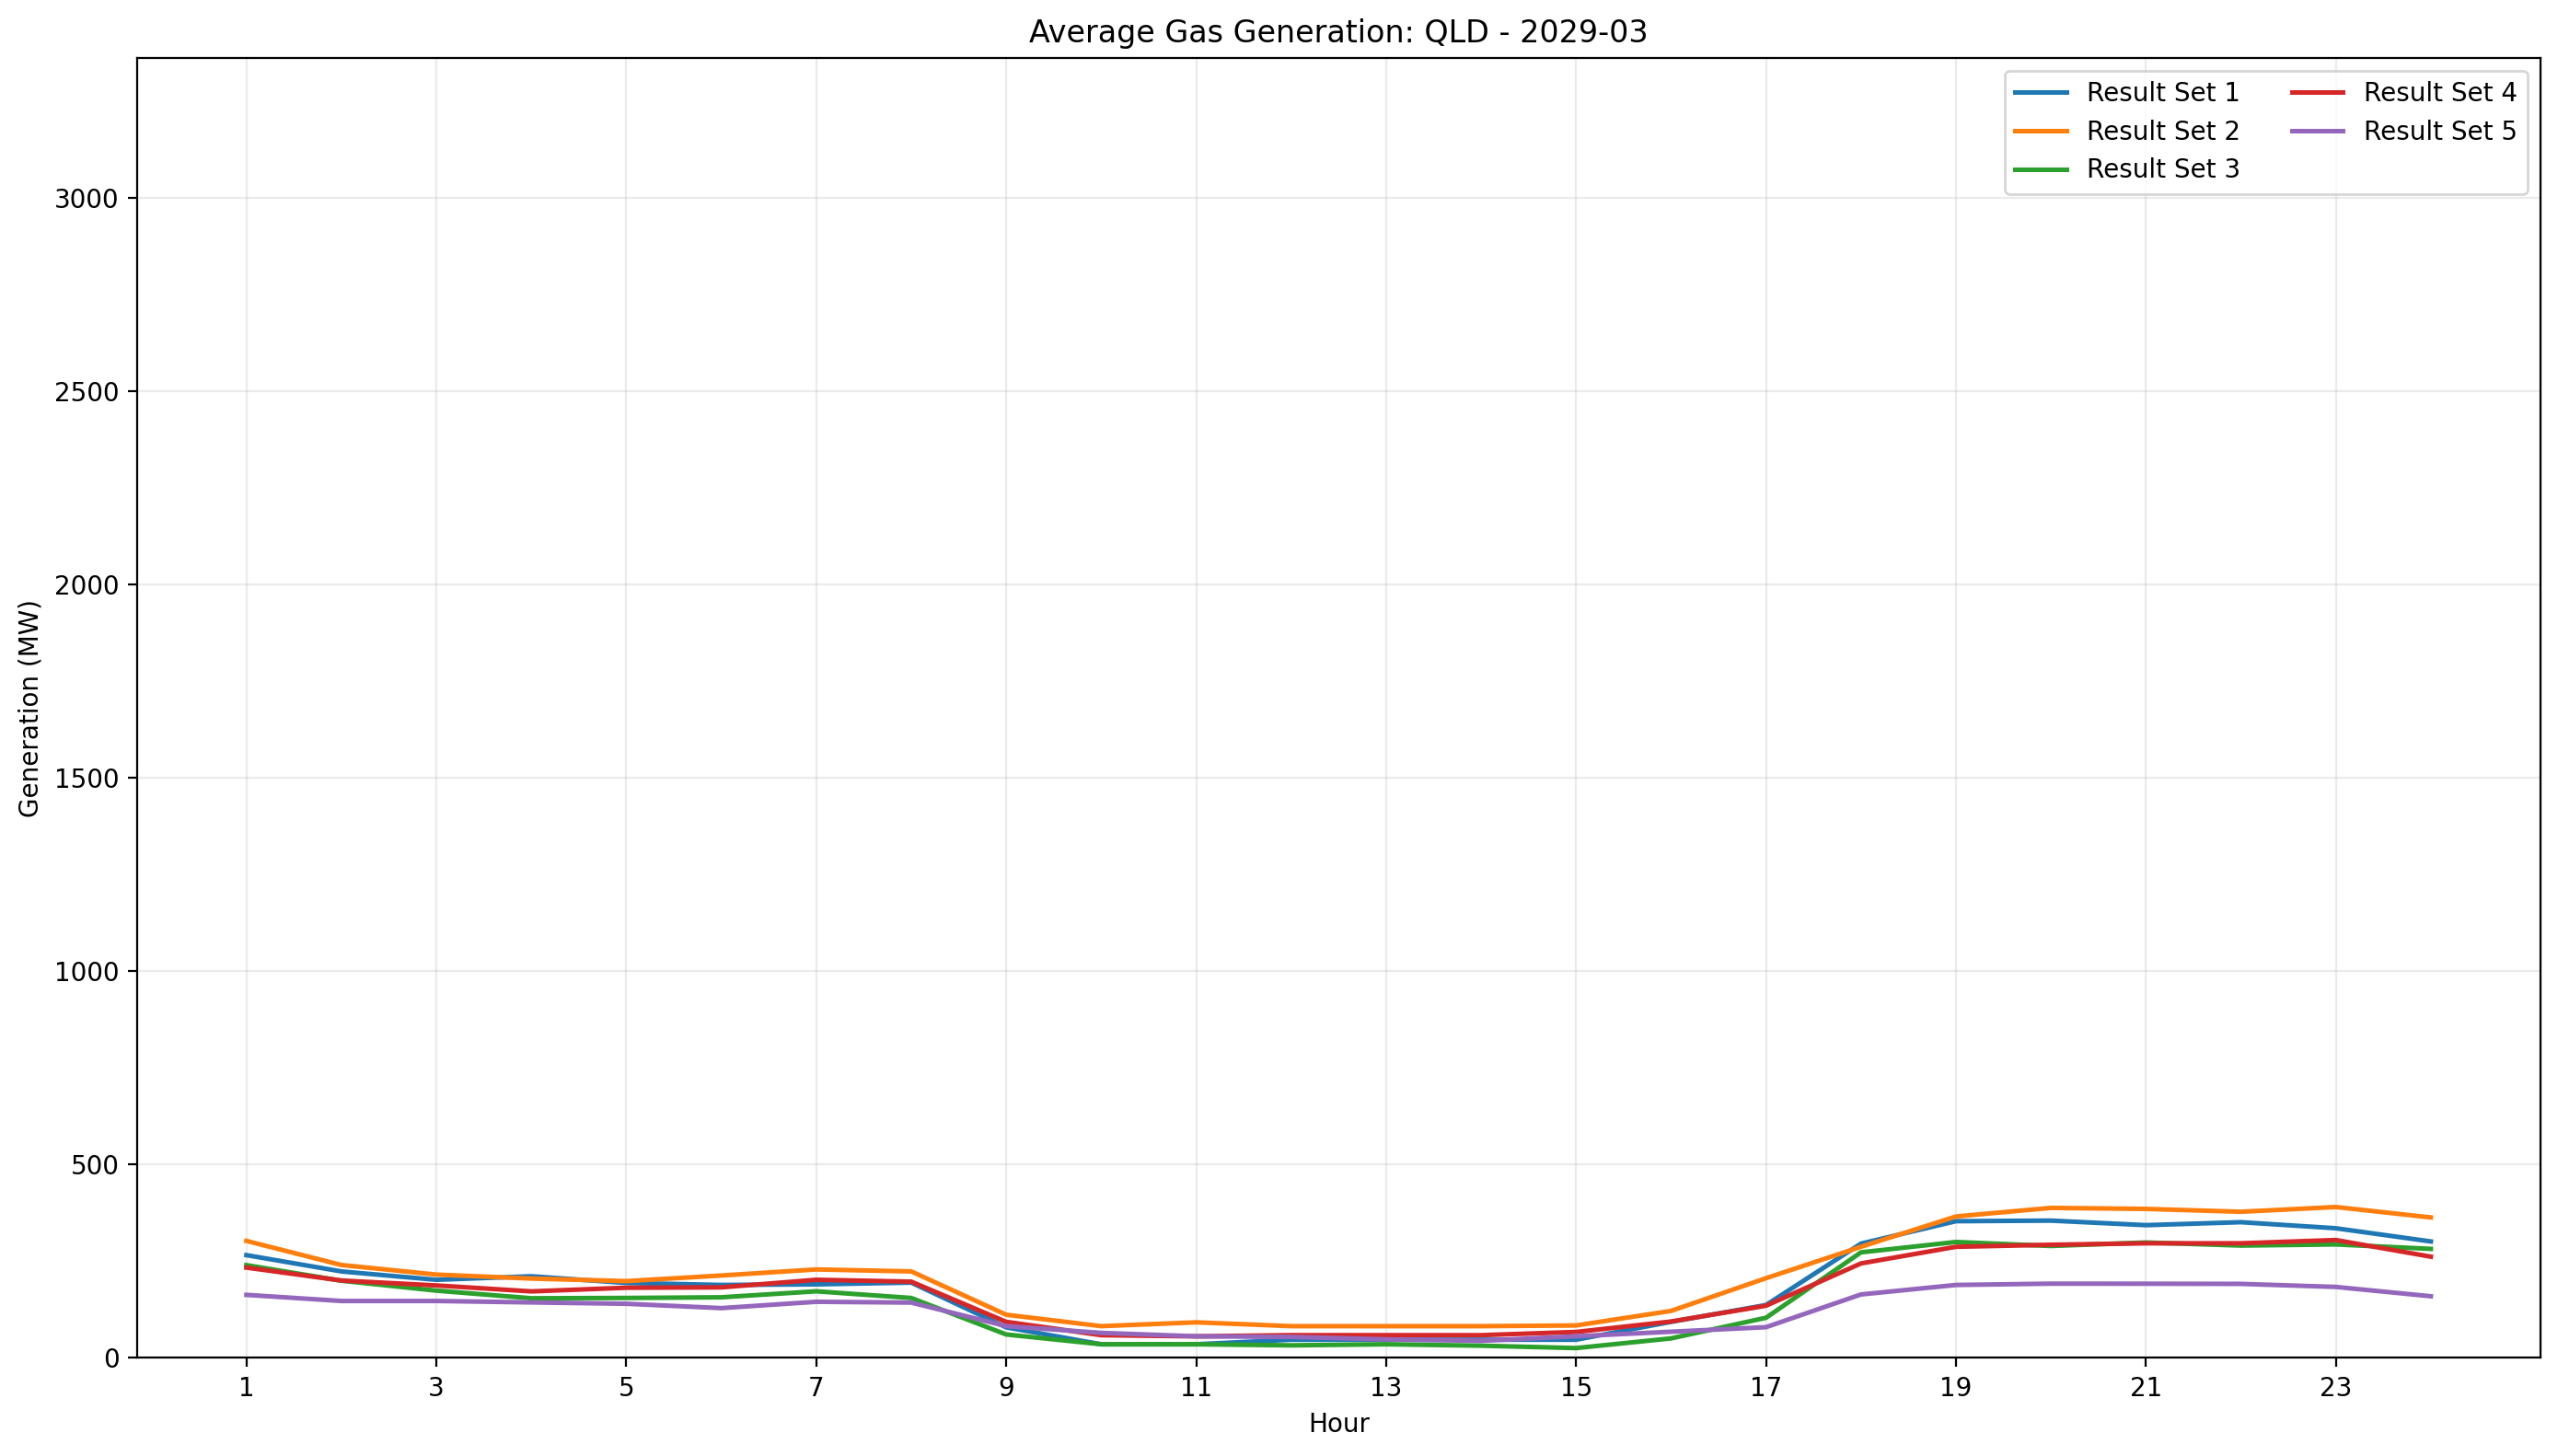 Average Gas Generation: QLD - 2029-03
Result Set 1
Result Set 2
Result Set 3
Result Set 4
Result Set 5
Generation (MW)
3000
2500
2000
1500
1000
500
0
1 3 5 7 9 11 13 15 17 19 21 23
Hour